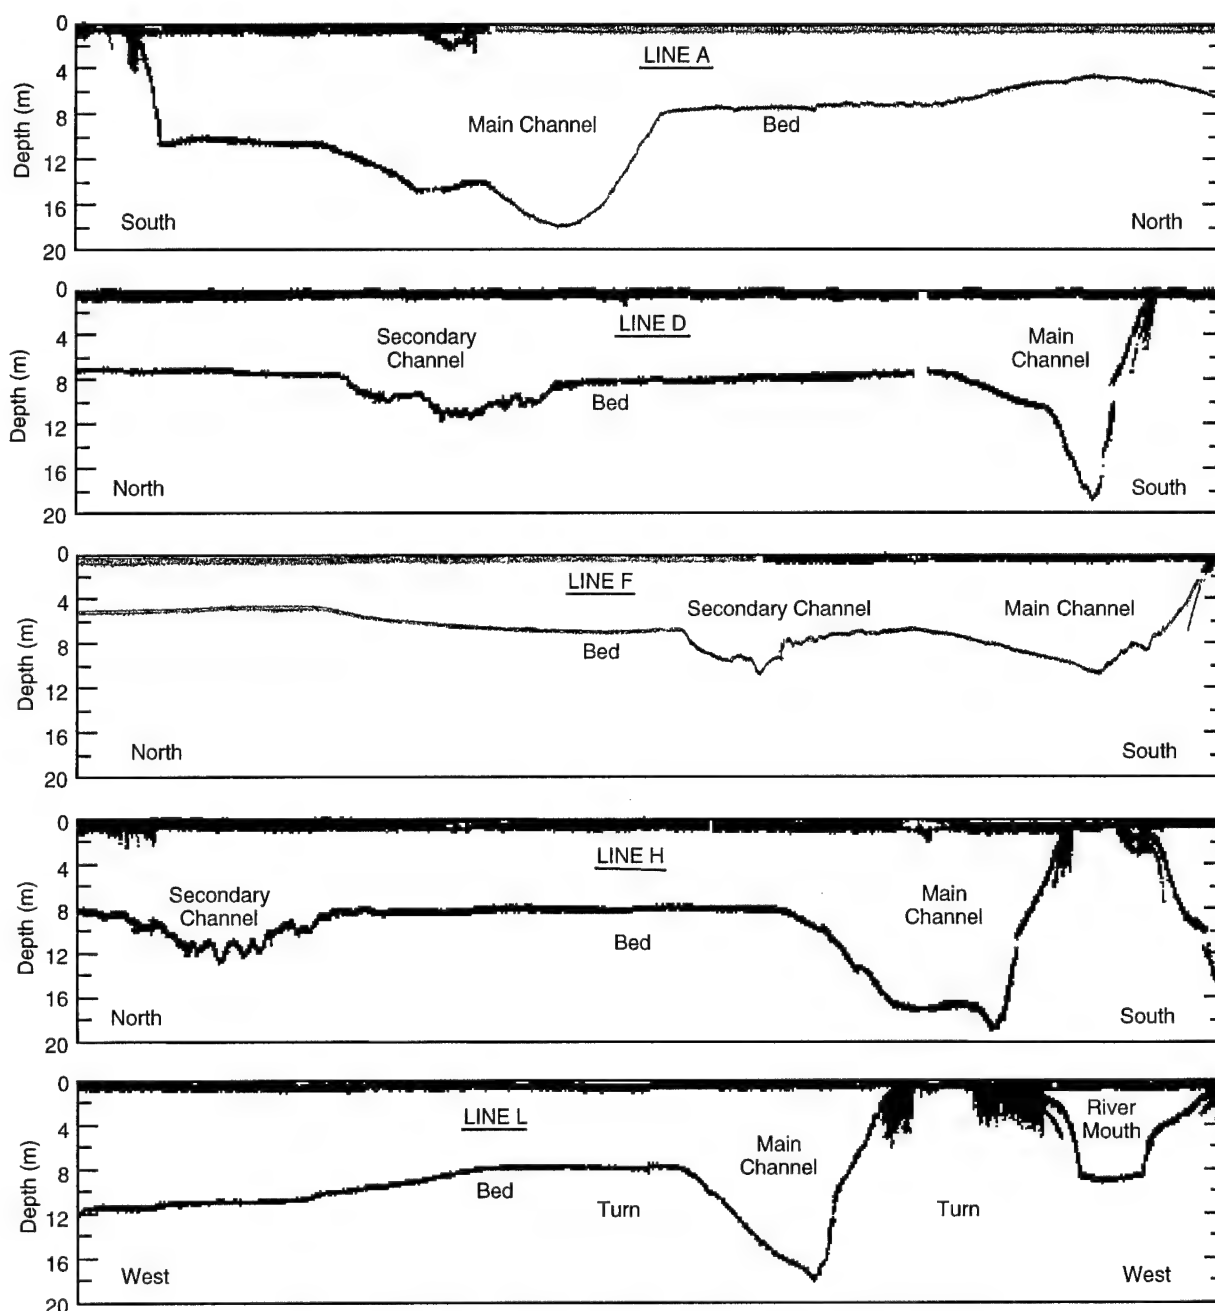 0
LINE A
4
Depth (m)
8
Main Channel
Bed
12
16
South
North
20
0
LINE D
Secondary
Channel
Main
Channel
4
Depth (m)
8
Bed
12
16
North
South
20
0
LINE F
4
Secondary Channel
Main Channel
Depth (m)
8
Bed
12
16
North
South
20
0
LINE H
4
Secondary
Channel
Main
Channel
Depth (m)
8
Bed
12
16
North
South
20
0
LINE L
River
Mouth
4
Main
Channel
Depth (m)
8
Bed
Turn
Turn
12
16
West
West
20